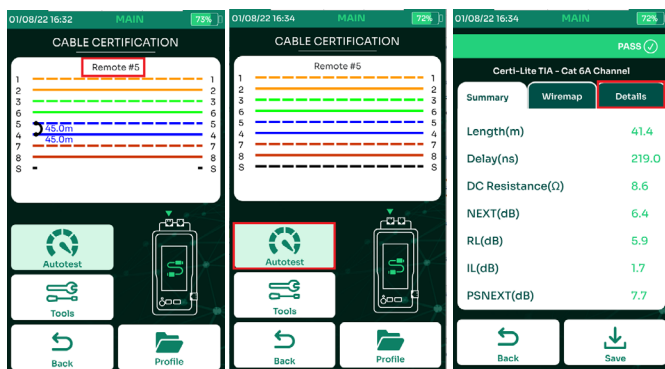 01/08/22 16:32 MAIN 73%
CABLE CERTIFICATION
Remote #5
1 1
2 2
3 3
6 6
5 45.0m 5
4 45.0m 4
7 7
8 8
S S
Autotest
Tools
Back Profile
01/08/22 16:34 MAIN 72%
CABLE CERTIFICATION
Remote #5
1 1
2 2
3 3
6 6
5 5
4 4
7 7
8 8
S S
Autotest
Tools
Back Profile
01/08/22 16:34 MAIN 72%
PASS
Certi-Lite TIA - Cat 6A Channel
Summary Wiremap Details
Length(m) 41.4
Delay(ns) 219.0
DC Resistance(Ω) 8.6
NEXT(dB) 6.4
RL(dB) 5.9
IL(dB) 1.7
PSNEXT(dB) 7.7
Back Save